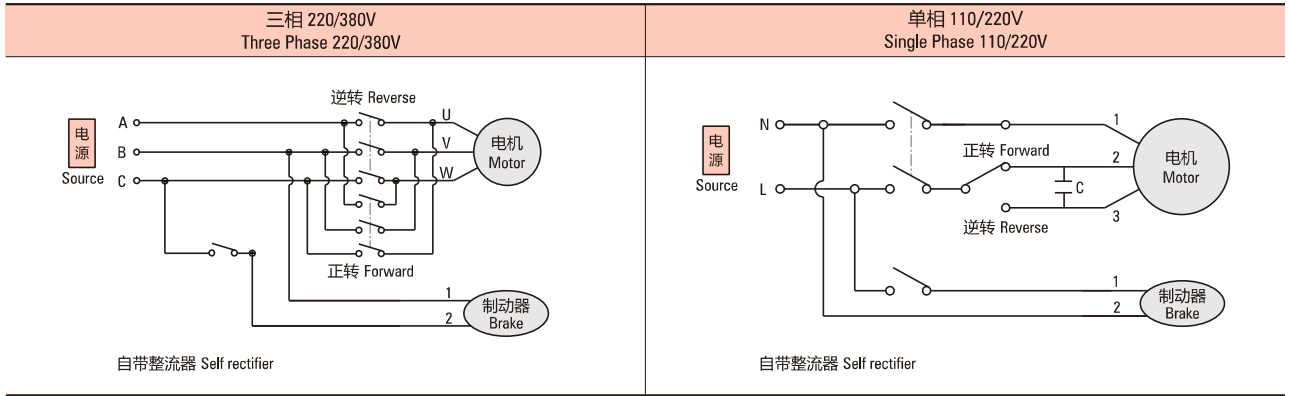 三相 220/380V
Three Phase 220/380V
逆转 Reverse
电
源
Source
A
B
C
U
V
W
电机
Motor
正转 Forward
1
2
制动器
Brake
自带整流器 Self rectifier
单相 110/220V
Single Phase 110/220V
电
源
Source
N
L
正转 Forward
C
逆转 Reverse
1
2
3
电机
Motor
1
2
制动器
Brake
自带整流器 Self rectifier